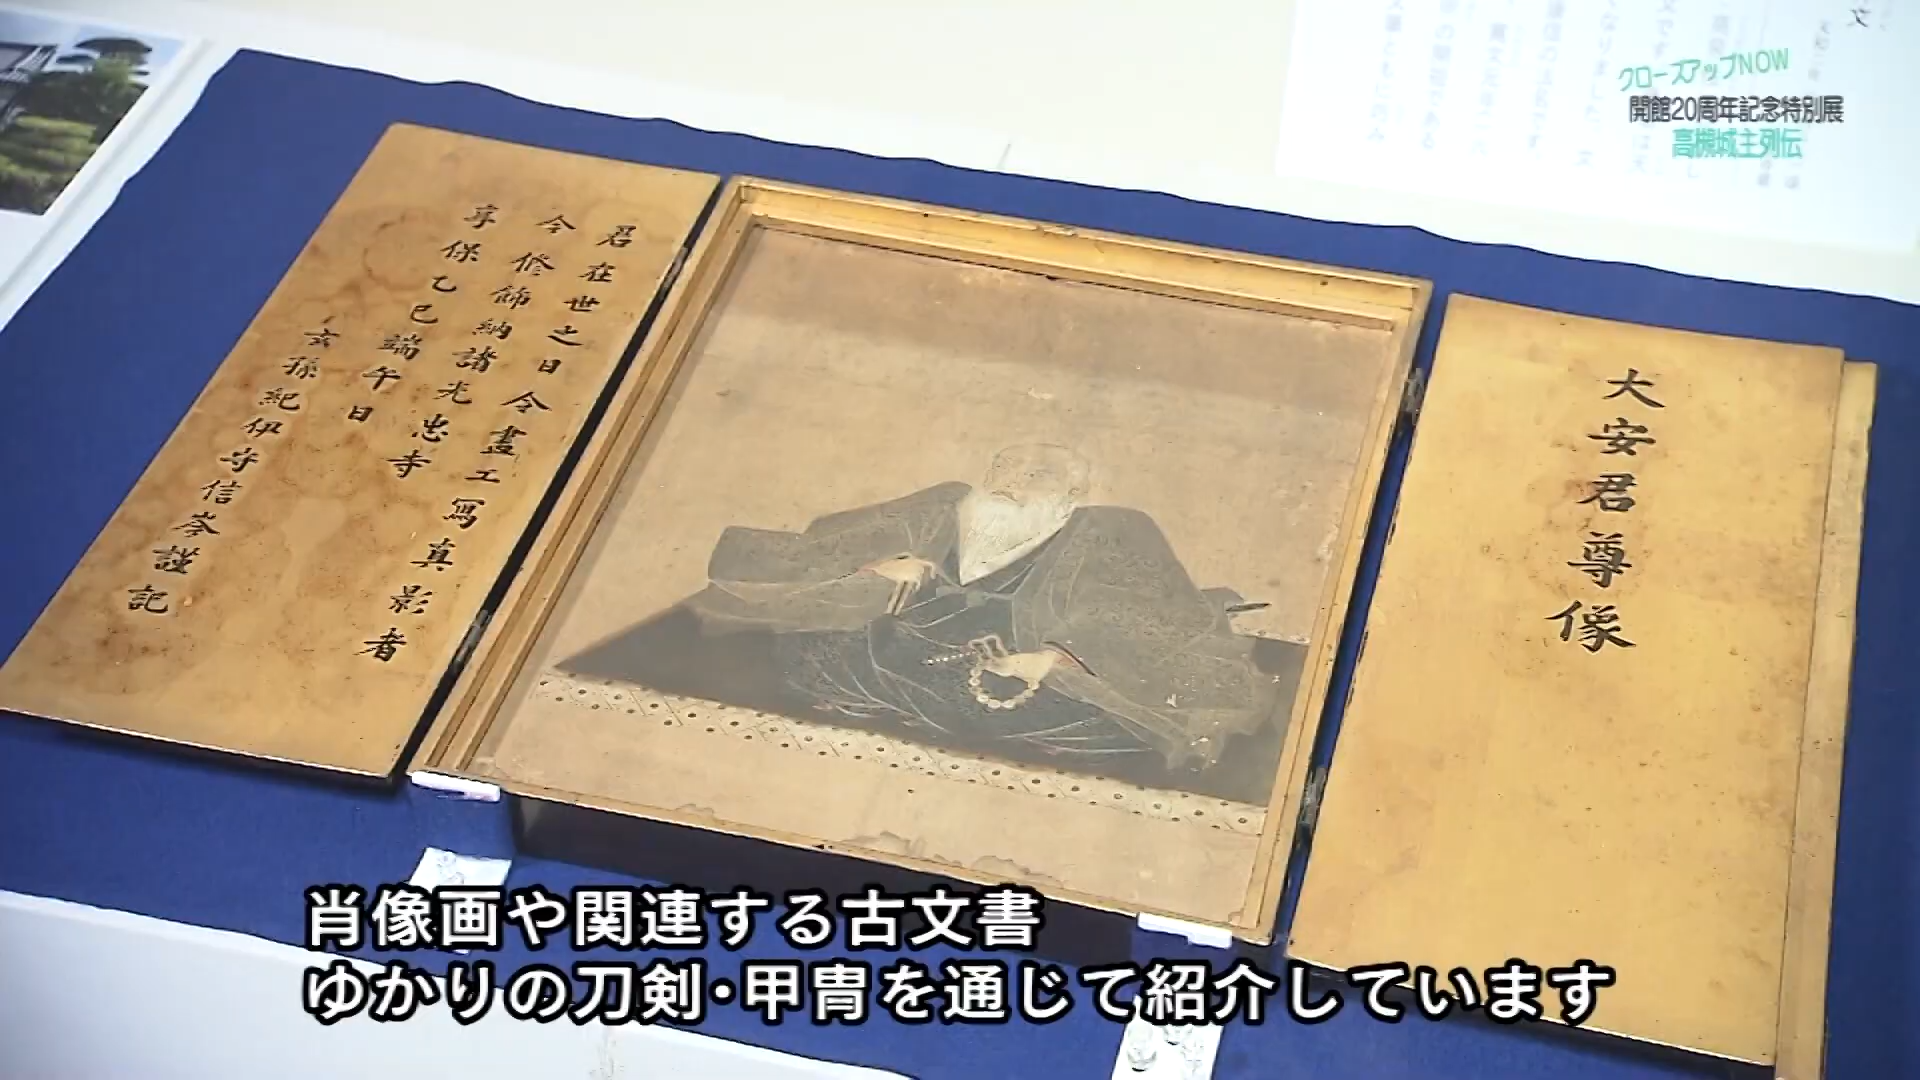 クローズアップNOW
開館20周年記念特別展
高槻城主列伝
大安君尊像
君在世之日令畫工寫真影者
今修飾納諸光忠寺
享保乙巳端午日
玄孫紀伊守信岑謹記
肖像画や関連する古文書
ゆかりの刀剣・甲冑を通じて紹介しています